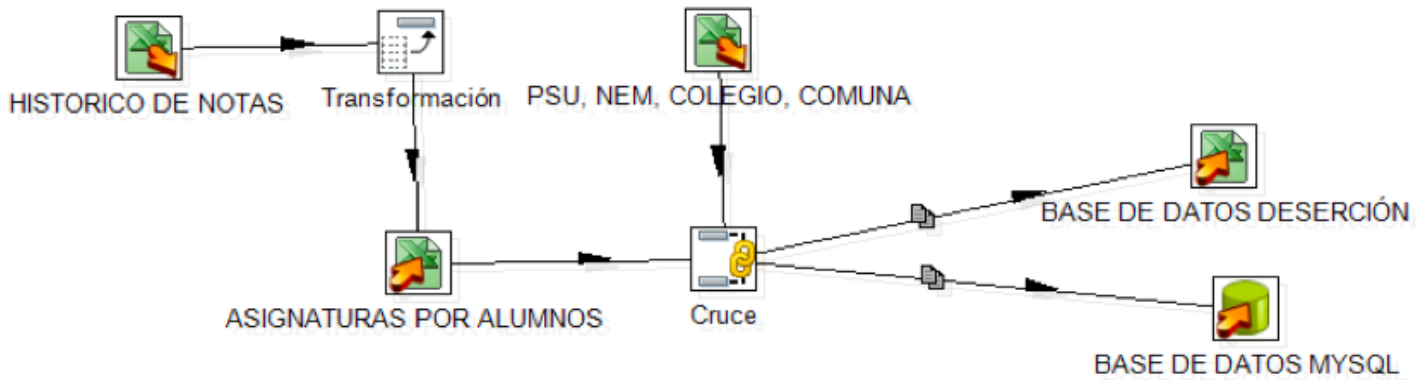 HISTORICO DE NOTAS
Transformación
PSU, NEM, COLEGIO, COMUNA
BASE DE DATOS DESERCIÓN
ASIGNATURAS POR ALUMNOS
Cruce
BASE DE DATOS MYSQL